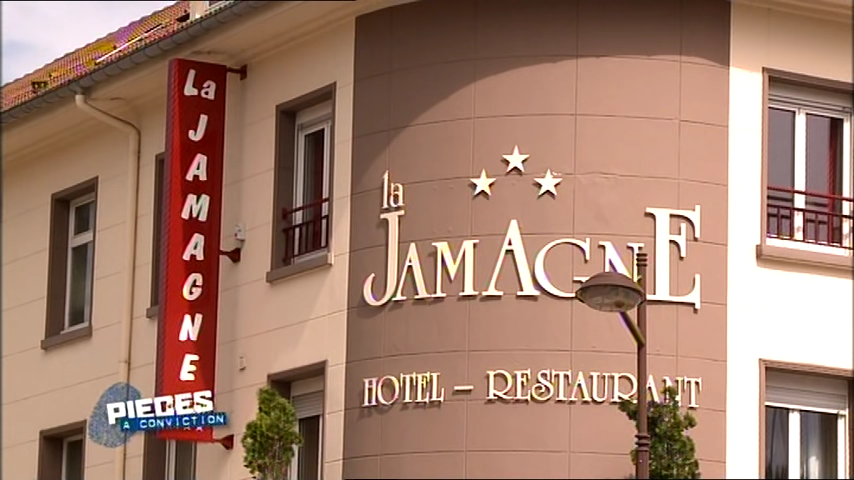 La JAMAGNE
la
JAMAGNE
HOTEL – RESTAURANT
PIECES
A CONVICTION